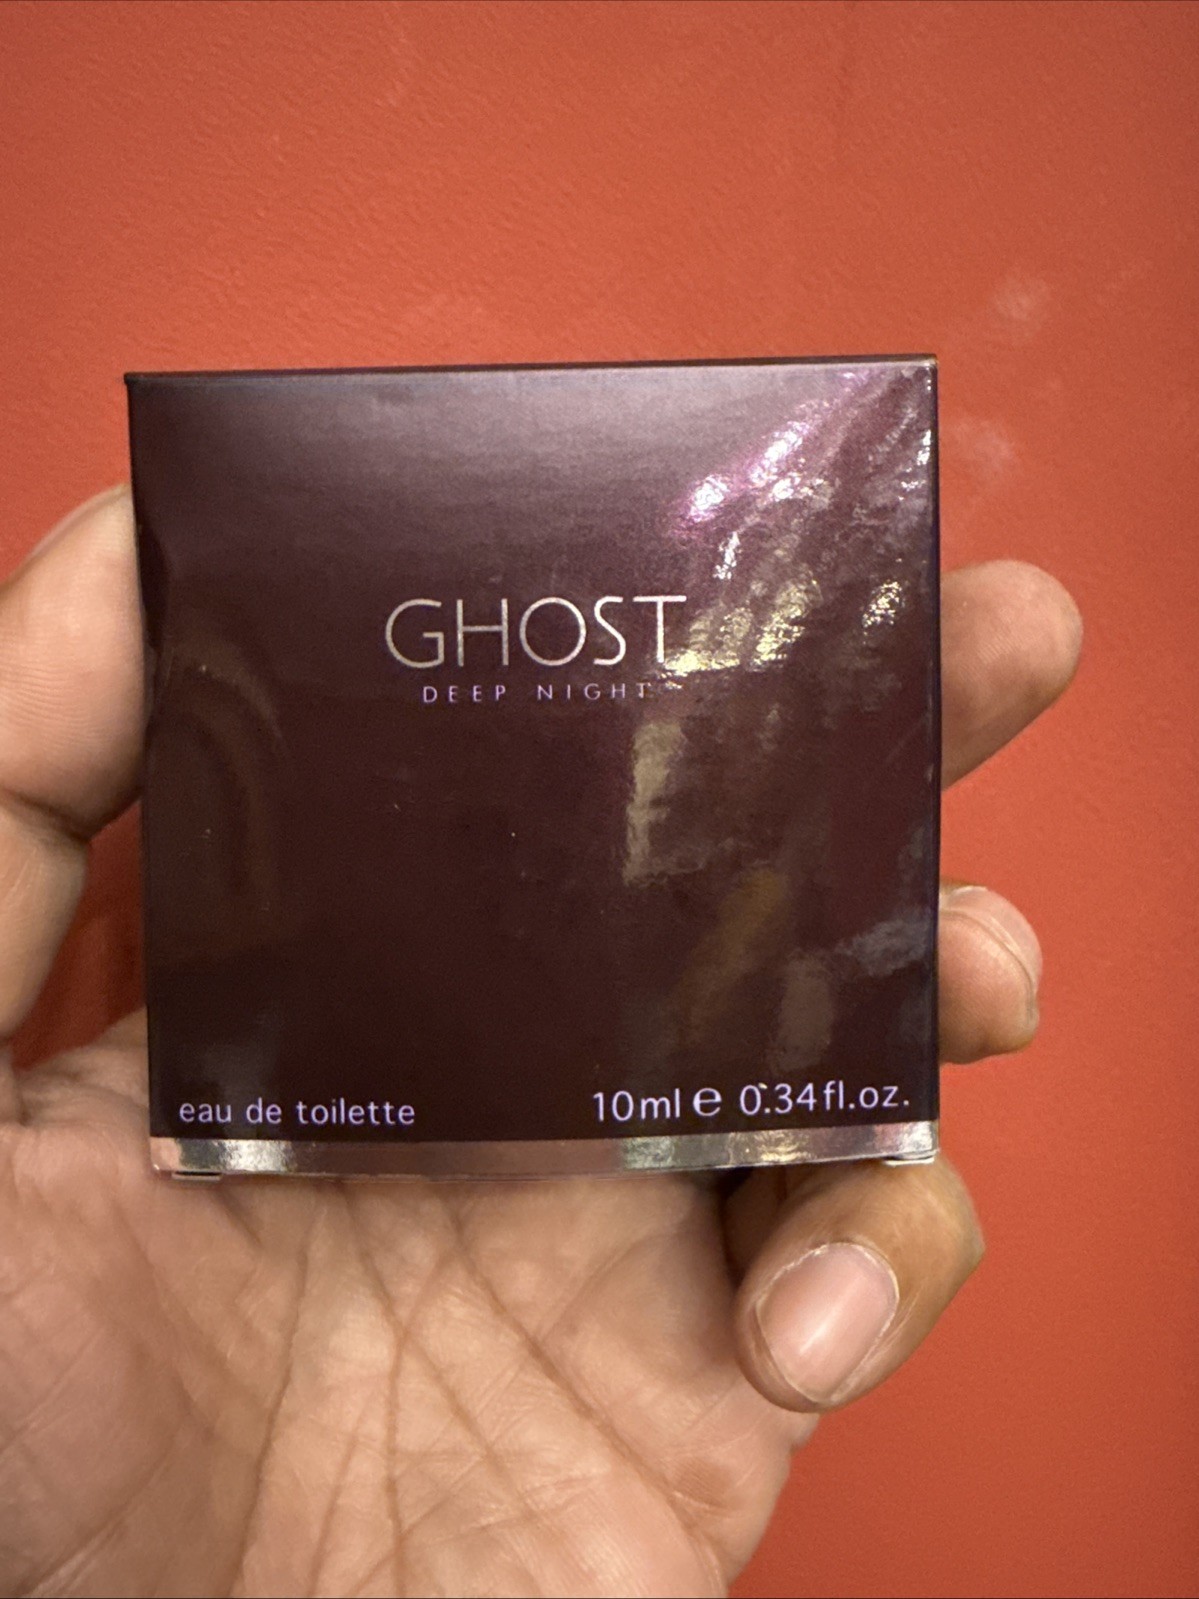 GHOST
DEEP NIGHT
eau de toilette 10ml e 0.34fl.oz.